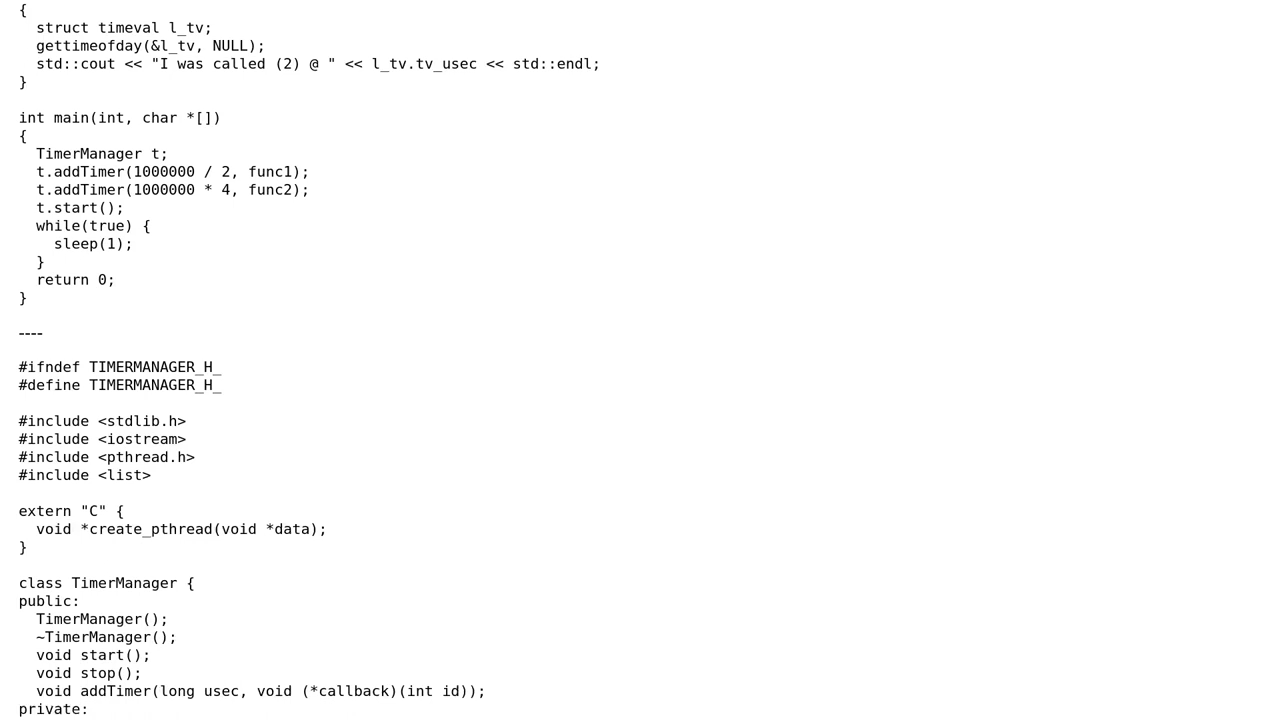 {
  struct timeval l_tv;
  gettimeofday(&l_tv, NULL);
  std::cout << "I was called (2) @ " << l_tv.tv_usec << std::endl;
}

int main(int, char *[])
{
  TimerManager t;
  t.addTimer(1000000 / 2, func1);
  t.addTimer(1000000 * 4, func2);
  t.start();
  while(true) {
    sleep(1);
  }
  return 0;
}

----

#ifndef TIMERMANAGER_H_
#define TIMERMANAGER_H_

#include <stdlib.h>
#include <iostream>
#include <pthread.h>
#include <list>

extern "C" {
  void *create_pthread(void *data);
}

class TimerManager {
public:
  TimerManager();
  ~TimerManager();
  void start();
  void stop();
  void addTimer(long usec, void (*callback)(int id));
private: